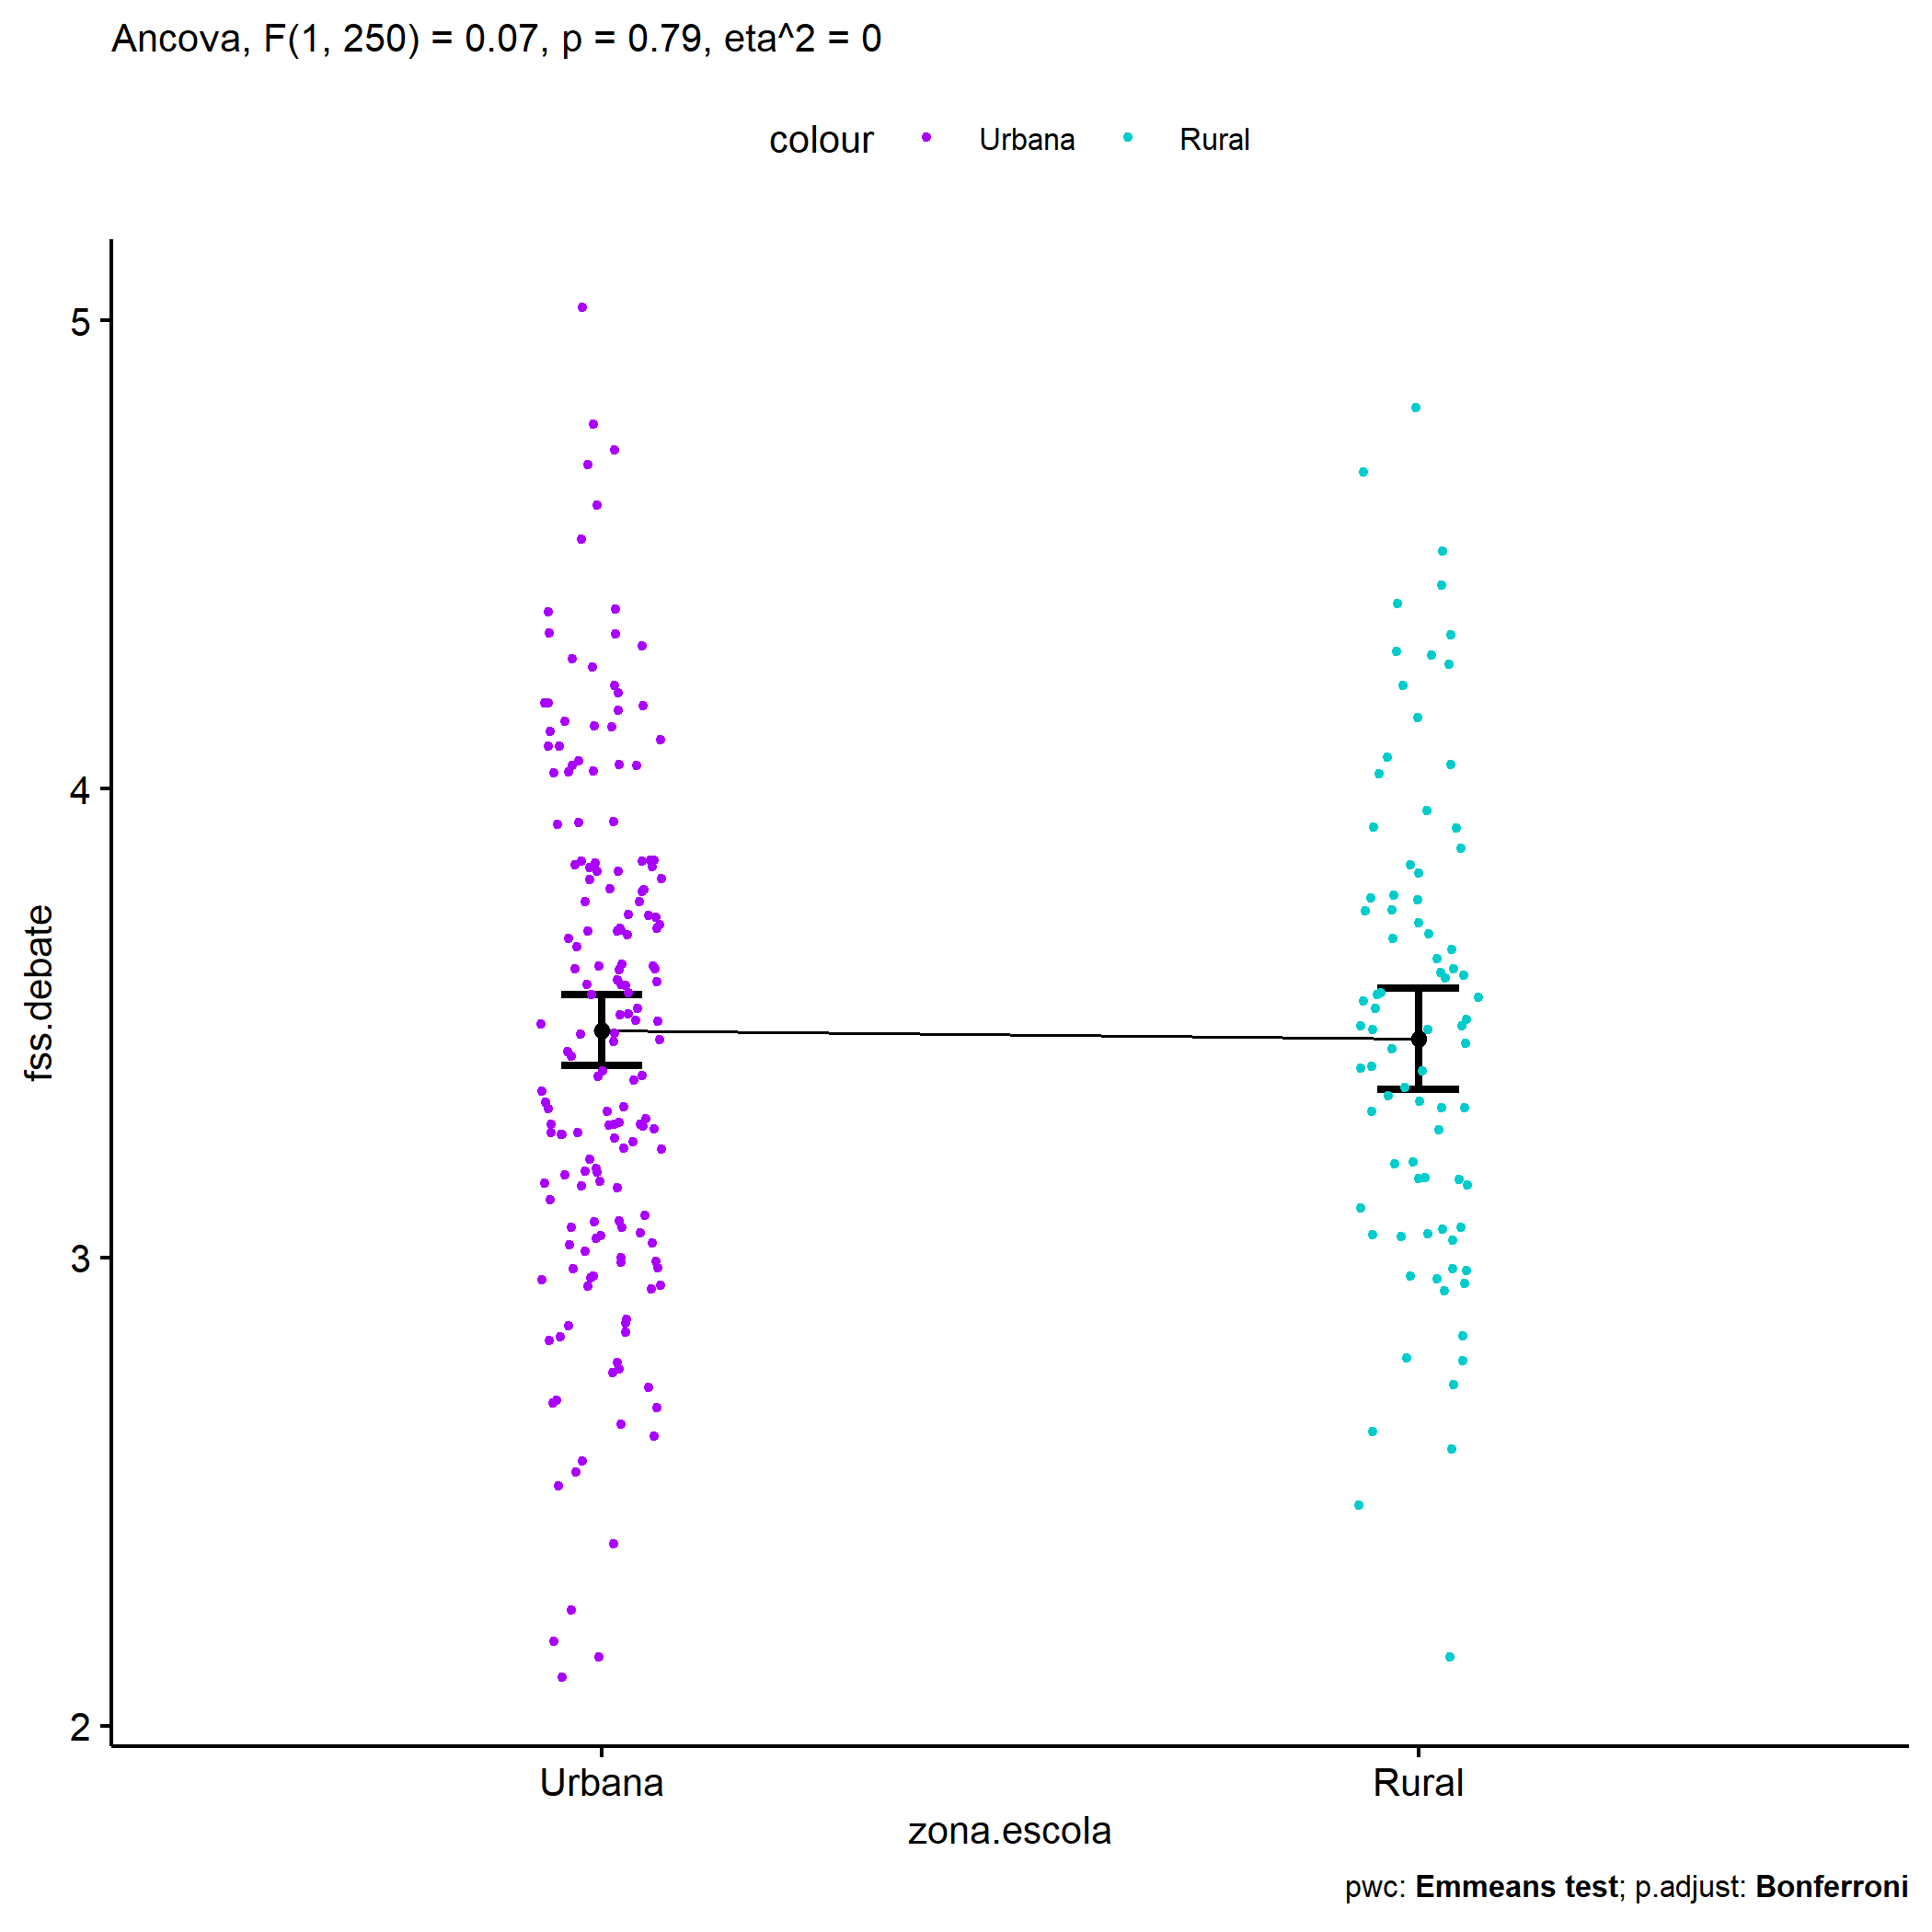 Ancova, F(1, 250) = 0.07, p = 0.79, eta^2 = 0
colour Urbana Rural
fss.debate
5
4
3
2
Urbana Rural
zona.escola
pwc: Emmeans test; p.adjust: Bonferroni